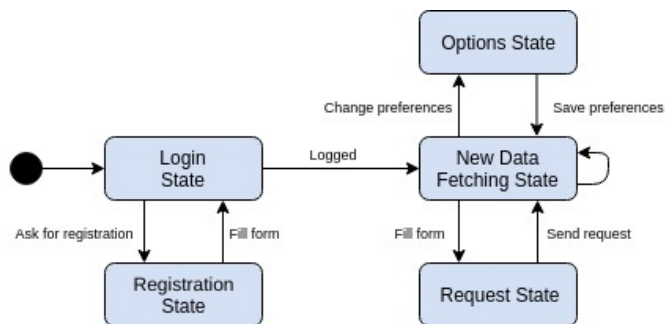 Options State
Change preferences
Save preferences
Login
State
Logged
New Data
Fetching State
Ask for registration
Fill form
Fill form
Send request
Registration
State
Request State